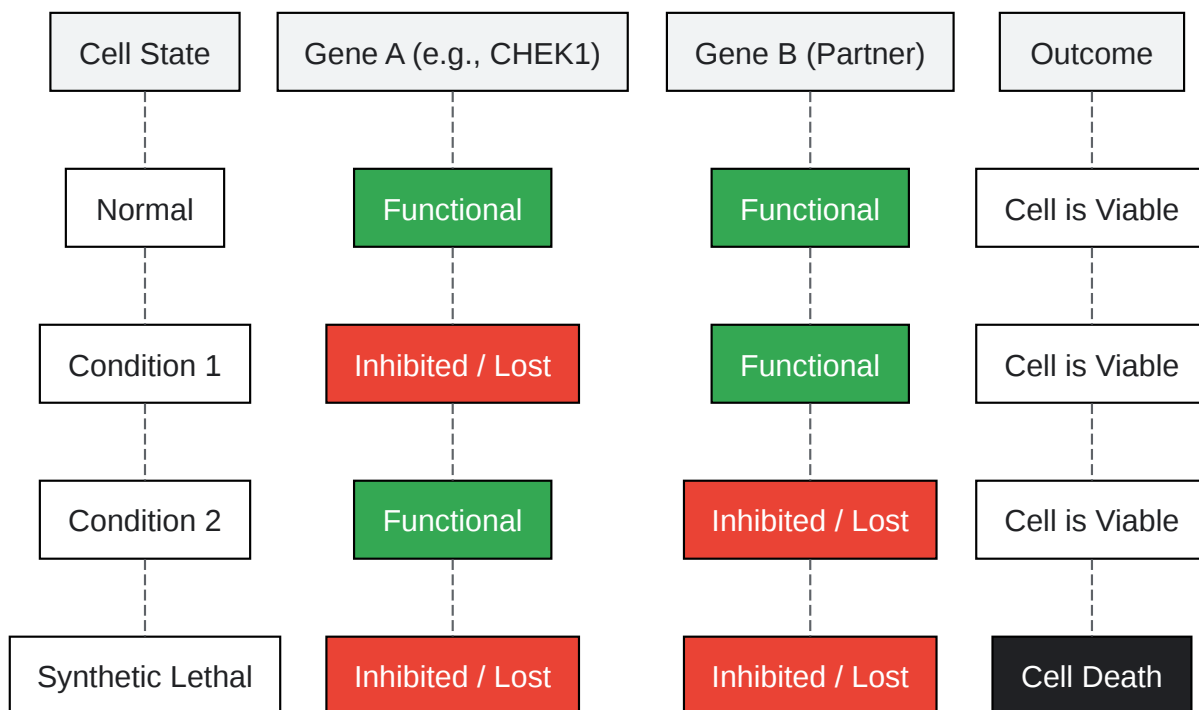 Cell State
Gene A (e.g., CHEK1)
Gene B (Partner)
Outcome
Normal
Functional
Functional
Cell is Viable
Condition 1
Inhibited / Lost
Functional
Cell is Viable
Condition 2
Functional
Inhibited / Lost
Cell is Viable
Synthetic Lethal
Inhibited / Lost
Inhibited / Lost
Cell Death